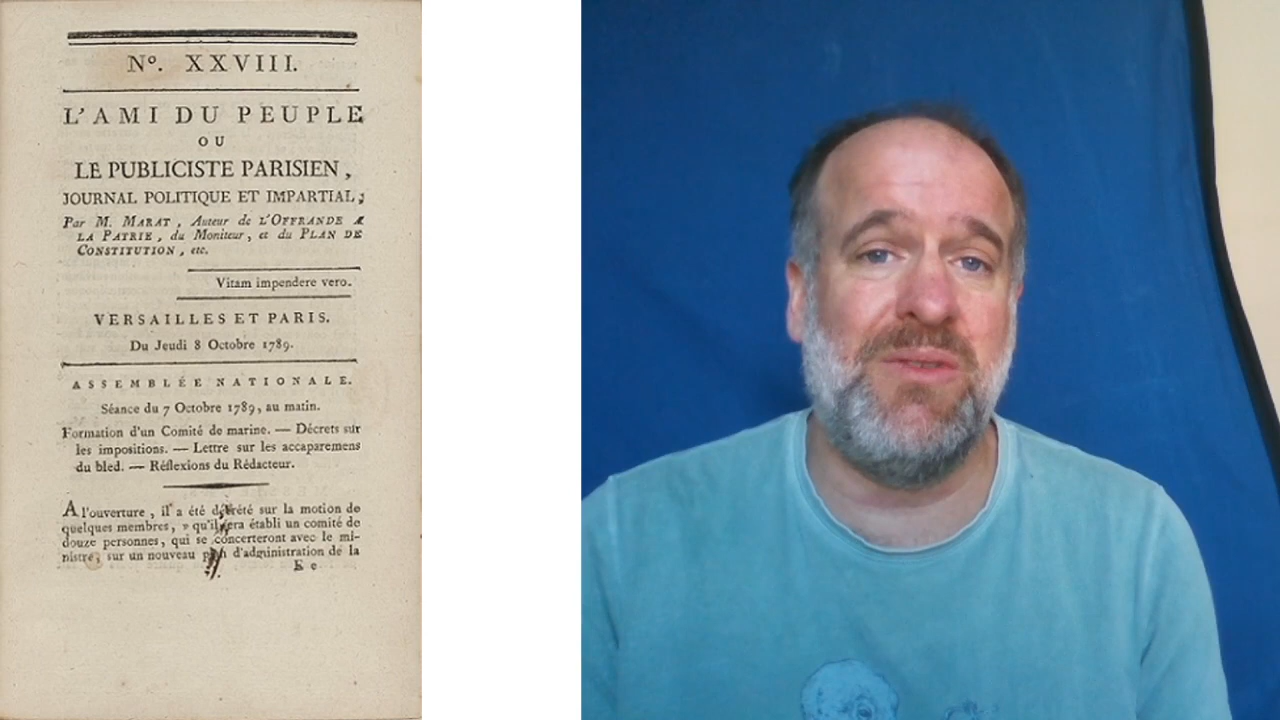 Nº. XXVIII.
L'AMI DU PEUPLE
OU
LE PUBLICISTE PARISIEN,
JOURNAL POLITIQUE ET IMPARTIAL;
Par M. MARAT, Auteur de L'OFFRANDE A
LA PATRIE, du Moniteur, et du PLAN DE
CONSTITUTION, etc.
Vitam impendere vero.
VERSAILLES ET PARIS.
Du Jeudi 8 Octobre 1789.
ASSEMBLÉE NATIONALE.
Séance du 7 Octobre 1789, au matin.
Formation d'un Comité de marine. — Décrets sur
les impositions. — Lettre sur les accaparemens
du bled. — Réflexions du Rédacteur.
A l'ouverture, il a été décrété sur la motion de
quelques membres, » qu'il sera établi un comité de
douze personnes, qui se concerteront avec le mi-
nistre, sur un nouveau plan d'administration de la
E e